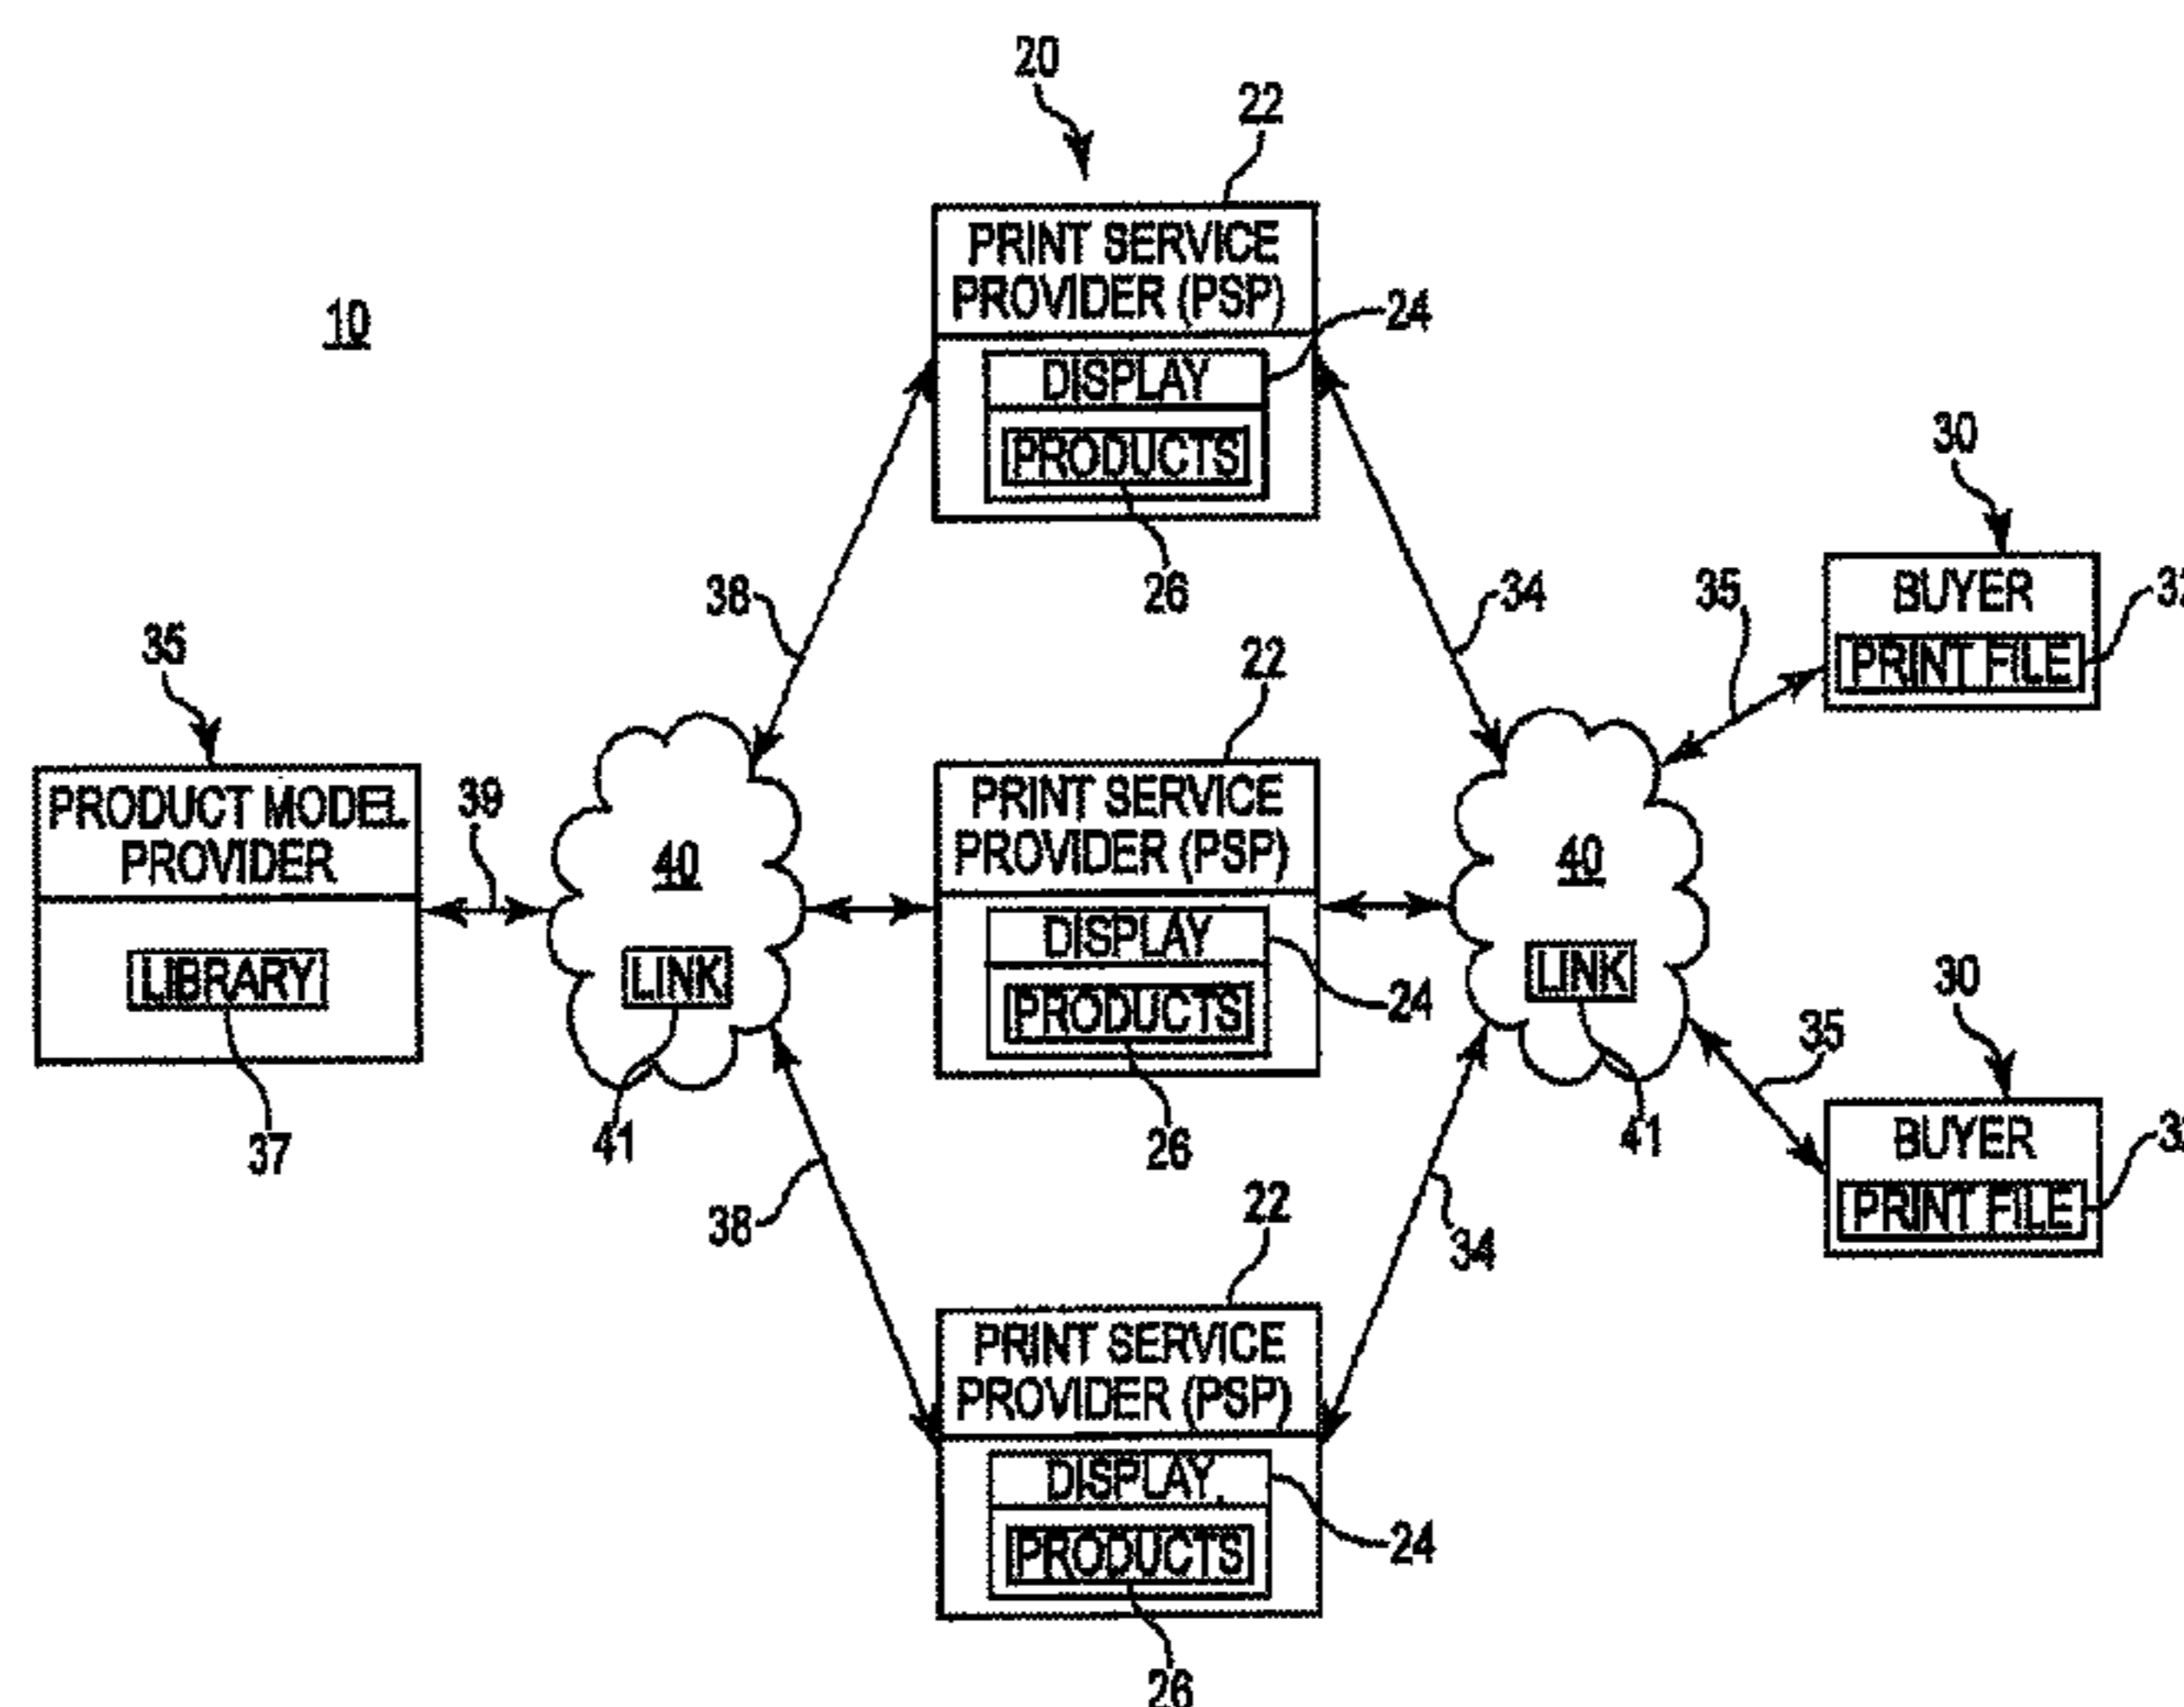 20
22
PRINT SERVICE
PROVIDER (PSP)
24
DISPLAY
PRODUCTS
26
10
38
34
30
BUYER
PRINT FILE
35
35
PRODUCT MODEL
PROVIDER
LIBRARY
37
39
40
LINK
41
22
PRINT SERVICE
PROVIDER (PSP)
DISPLAY
24
PRODUCTS
26
40
LINK
41
30
35
BUYER
PRINT FILE
38
34
22
PRINT SERVICE
PROVIDER (PSP)
DISPLAY
24
PRODUCTS
26